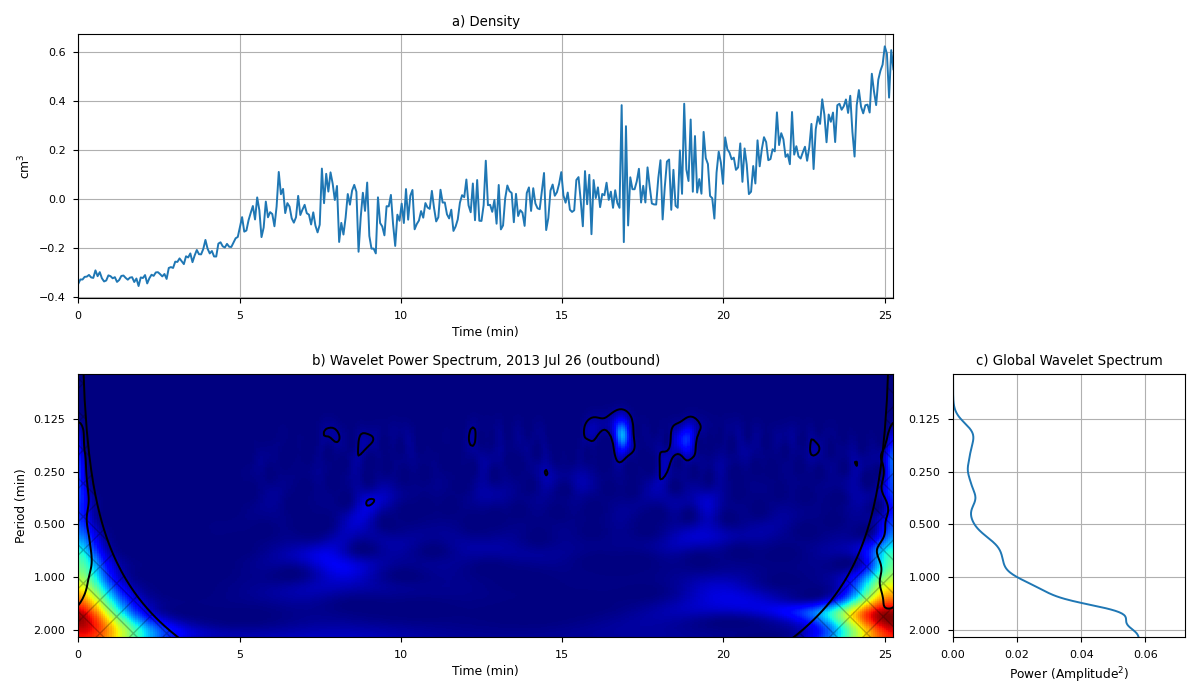 a) Density
0.6
0.4
0.2
0.0
−0.2
−0.4
cm³
0 5 10 15 20 25
Time (min)
b) Wavelet Power Spectrum, 2013 Jul 26 (outbound)
0.125
0.250
0.500
1.000
2.000
Period (min)
0 5 10 15 20 25
Time (min)
c) Global Wavelet Spectrum
0.125
0.250
0.500
1.000
2.000
0.00 0.02 0.04 0.06
Power (Amplitude²)